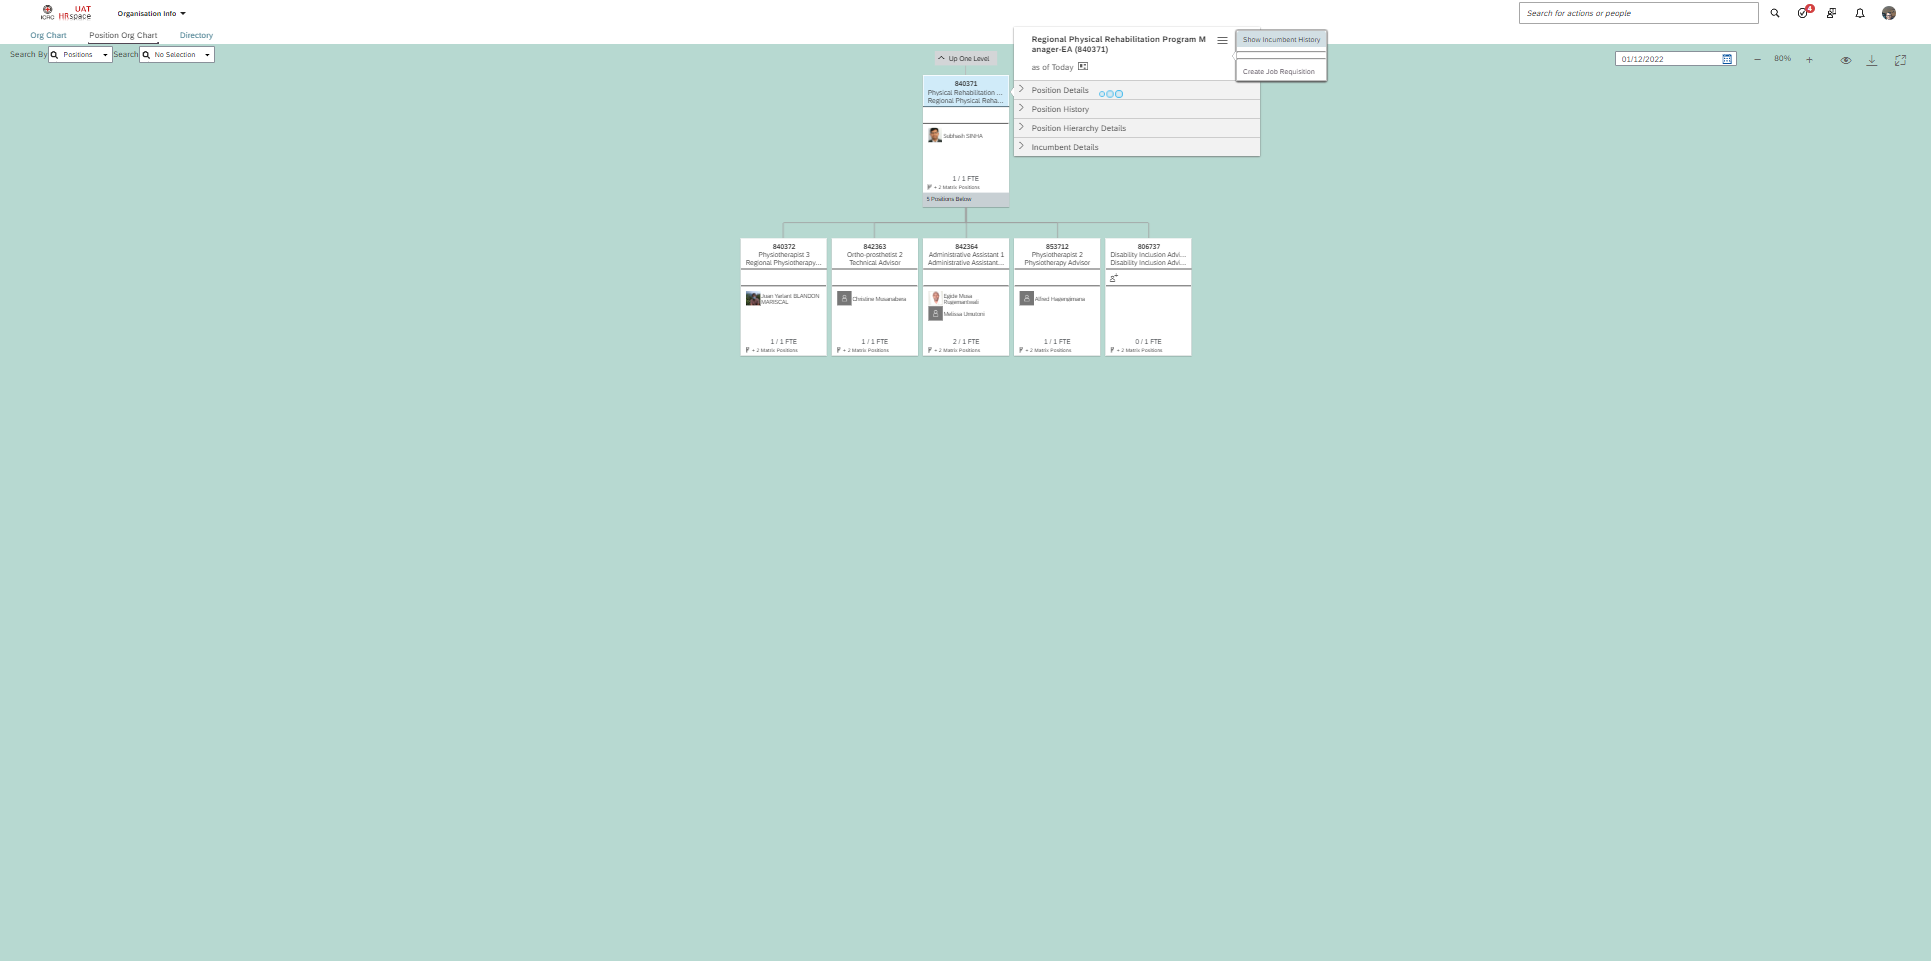 ICRC
UAT
HRspace
Organisation Info
Search for actions or people
4
Org Chart
Position Org Chart
Directory
Search By
Positions
Search
No Selection
Up One Level
01/12/2022
80%
Regional Physical Rehabilitation Program M
anager-EA (840371)
as of Today
Show Incumbent History
Create Job Requisition
Position Details
Position History
Position Hierarchy Details
Incumbent Details
840371
Physical Rehabilitation ...
Regional Physical Reha...
Subhash SINHA
1 / 1 FTE
+ 2 Matrix Positions
5 Positions Below
840372
Physiotherapist 3
Regional Physiotherapy...
Joan Yarlant BLANDON
MARISCAL
1 / 1 FTE
+ 2 Matrix Positions
842363
Ortho-prosthetist 2
Technical Advisor
Christine Musanabera
1 / 1 FTE
+ 2 Matrix Positions
842364
Administrative Assistant 1
Administrative Assistant...
Egide Mosa
Rugemantwali
Melissa Umutoni
2 / 1 FTE
+ 2 Matrix Positions
853712
Physiotherapist 2
Physiotherapy Advisor
Alfred Hagenimana
1 / 1 FTE
+ 2 Matrix Positions
806737
Disability Inclusion Advi...
Disability Inclusion Advi...
0 / 1 FTE
+ 2 Matrix Positions